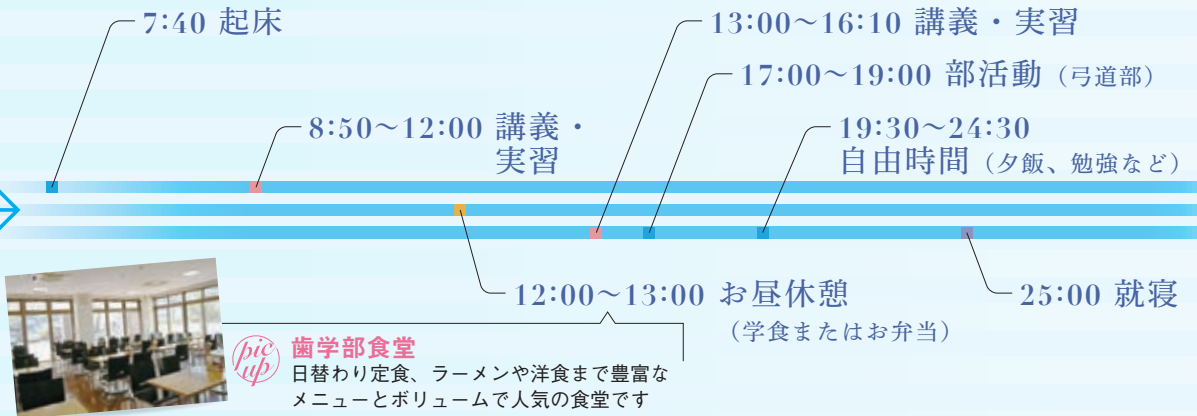 7:40 起床
8:50〜12:00 講義・
実習
12:00〜13:00 お昼休憩
（学食またはお弁当）
13:00〜16:10 講義・実習
17:00〜19:00 部活動（弓道部）
19:30〜24:30
自由時間（夕飯、勉強など）
25:00 就寝
pic
up
歯学部食堂
日替わり定食、ラーメンや洋食まで豊富な
メニューとボリュームで人気の食堂です